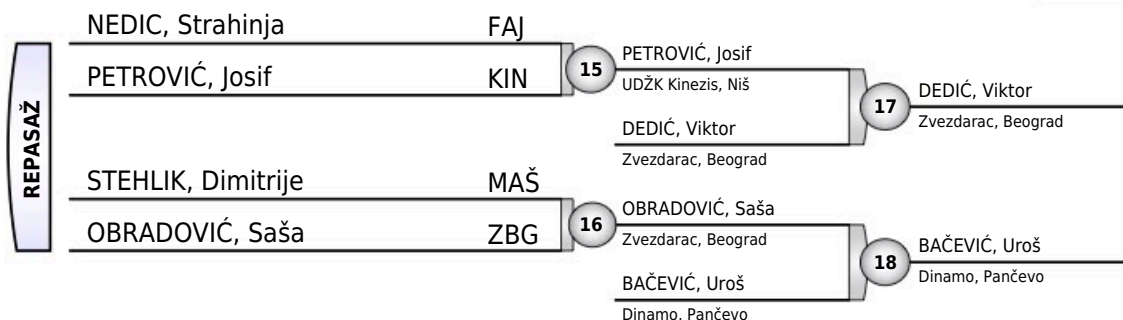 REPASAŽ
NEDIC, Strahinja FAJ
PETROVIĆ, Josif KIN
15
PETROVIĆ, Josif
UDŽK Kinezis, Niš
DEDIĆ, Viktor
Zvezdarac, Beograd
17
DEDIĆ, Viktor
Zvezdarac, Beograd
STEHLIK, Dimitrije MAŠ
OBRADOVIĆ, Saša ZBG
16
OBRADOVIĆ, Saša
Zvezdarac, Beograd
BAČEVIĆ, Uroš
Dinamo, Pančevo
18
BAČEVIĆ, Uroš
Dinamo, Pančevo